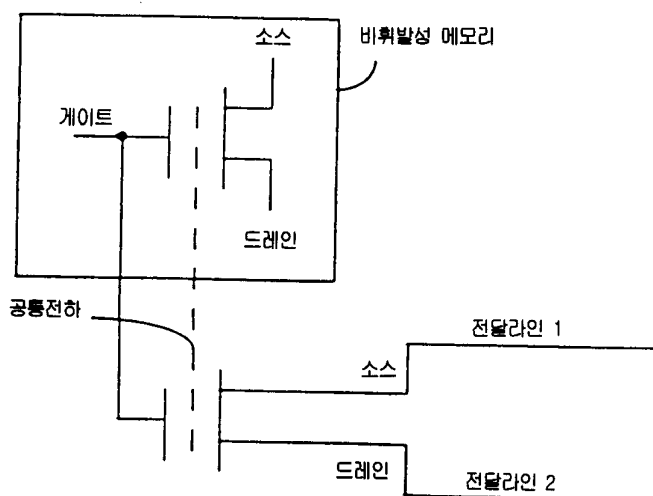 소스
비휘발성 메모리
게이트
드레인
공통전하
전달라인 1
소스
드레인
전달라인 2